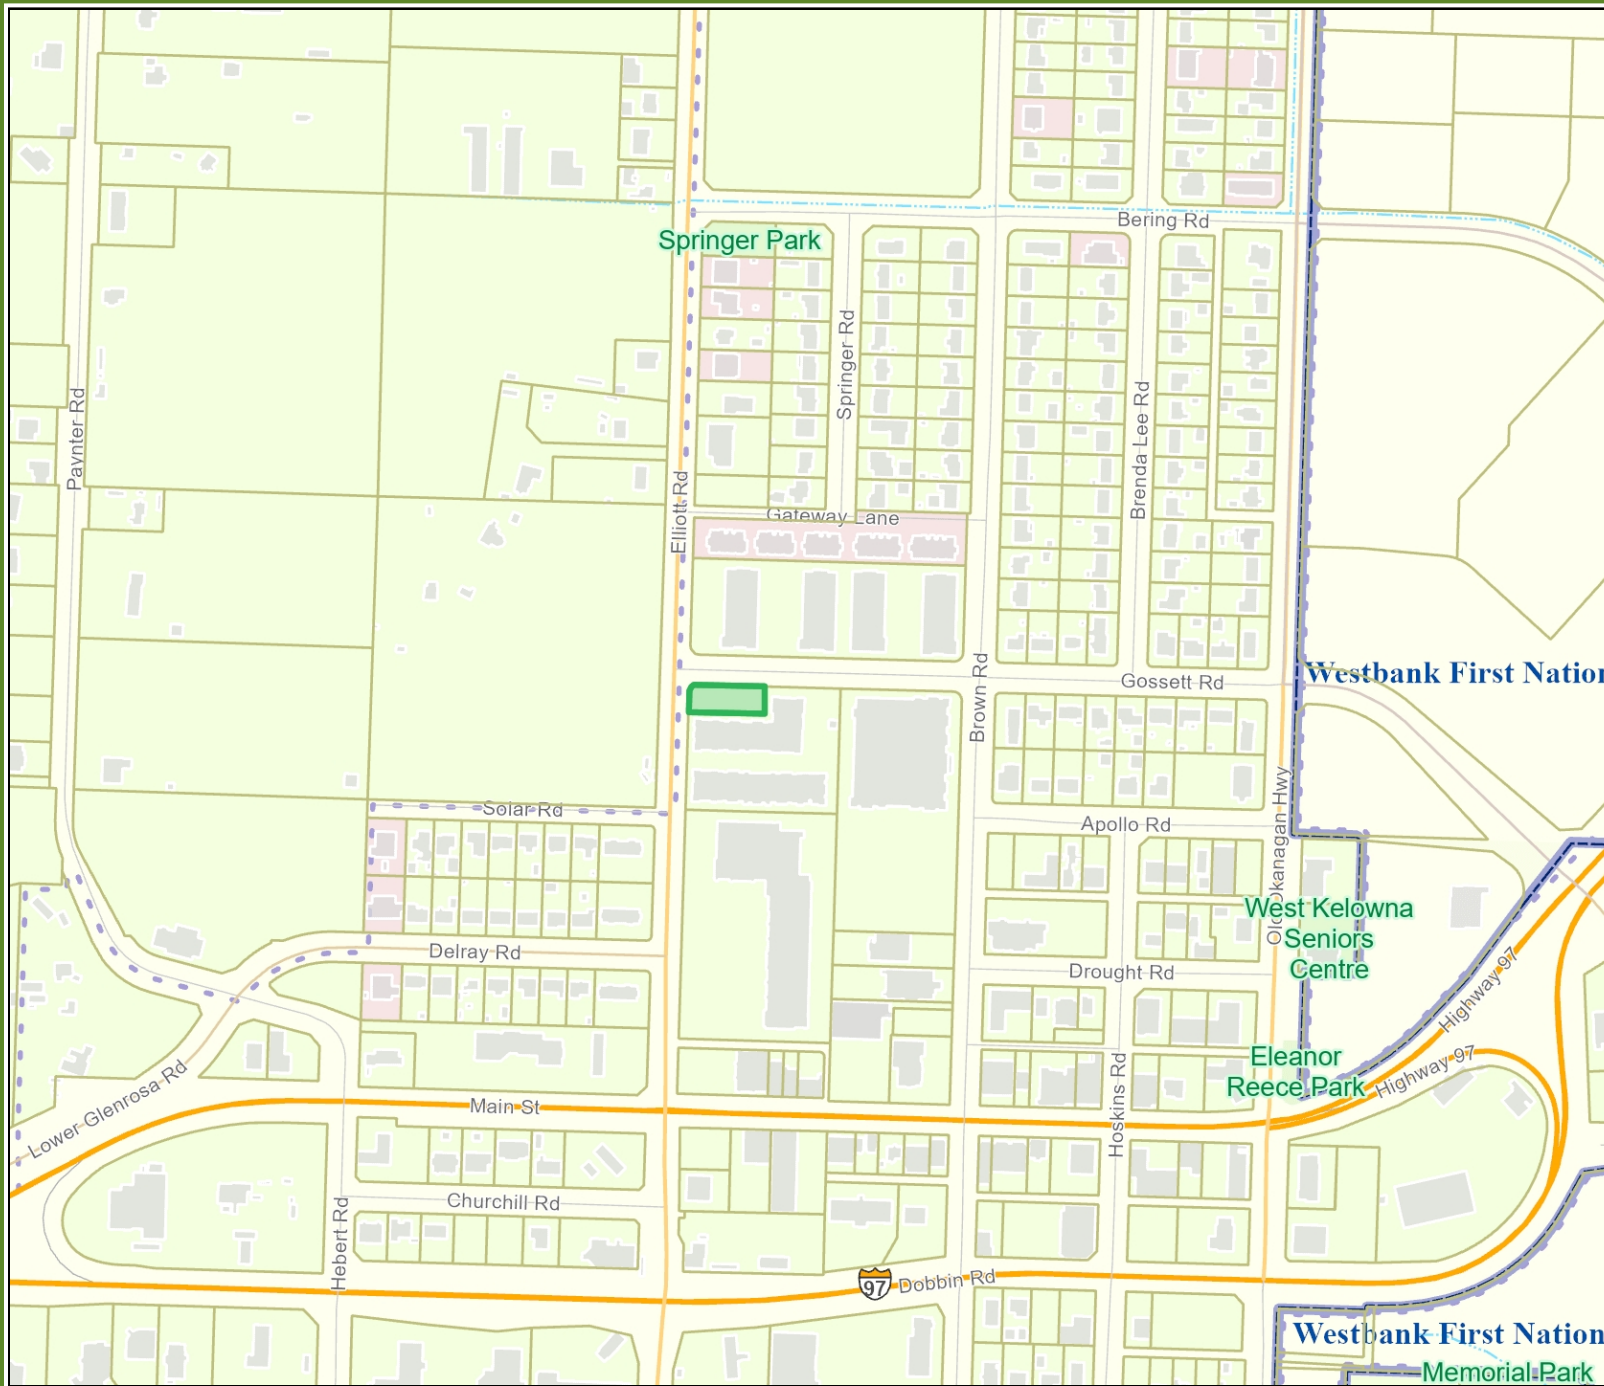 Bering Rd
Springer Park
Springer Rd
Paynter Rd
Brenda Lee Rd
Elliott Rd
Gateway Lane
Westbank First Nation
Brown Rd
Gossett Rd
Solar Rd
Apollo Rd
Old Okanagan Hwy
West Kelowna
Seniors
Centre
Delray Rd
Drought Rd
Highway 97
Eleanor
Reece Park
Highway 97
Lower Glenrosa Rd
Main St
Hoskins Rd
Churchill Rd
Hebert Rd
97
Dobbin Rd
Westbank First Nation
Memorial Park